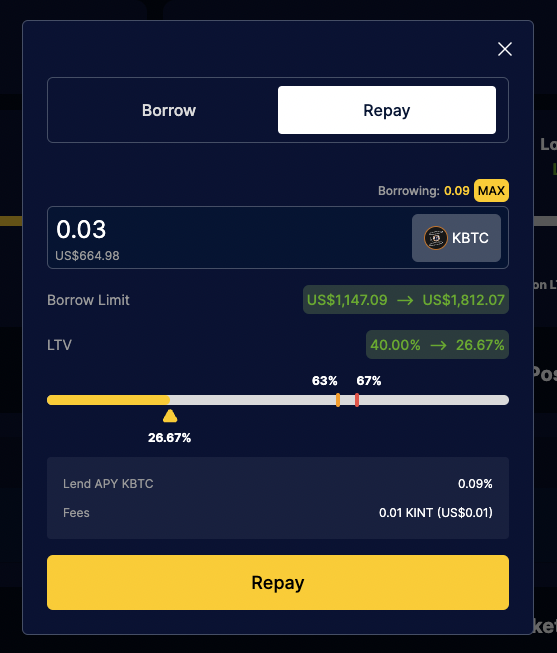 Borrow
Repay
Borrowing: 0.09 MAX
0.03
KBTC
US$664.98
Borrow Limit
US$1,147.09 → US$1,812.07
LTV
40.00% → 26.67%
63% 67%
26.67%
Lend APY KBTC
0.09%
Fees
0.01 KINT (US$0.01)
Repay